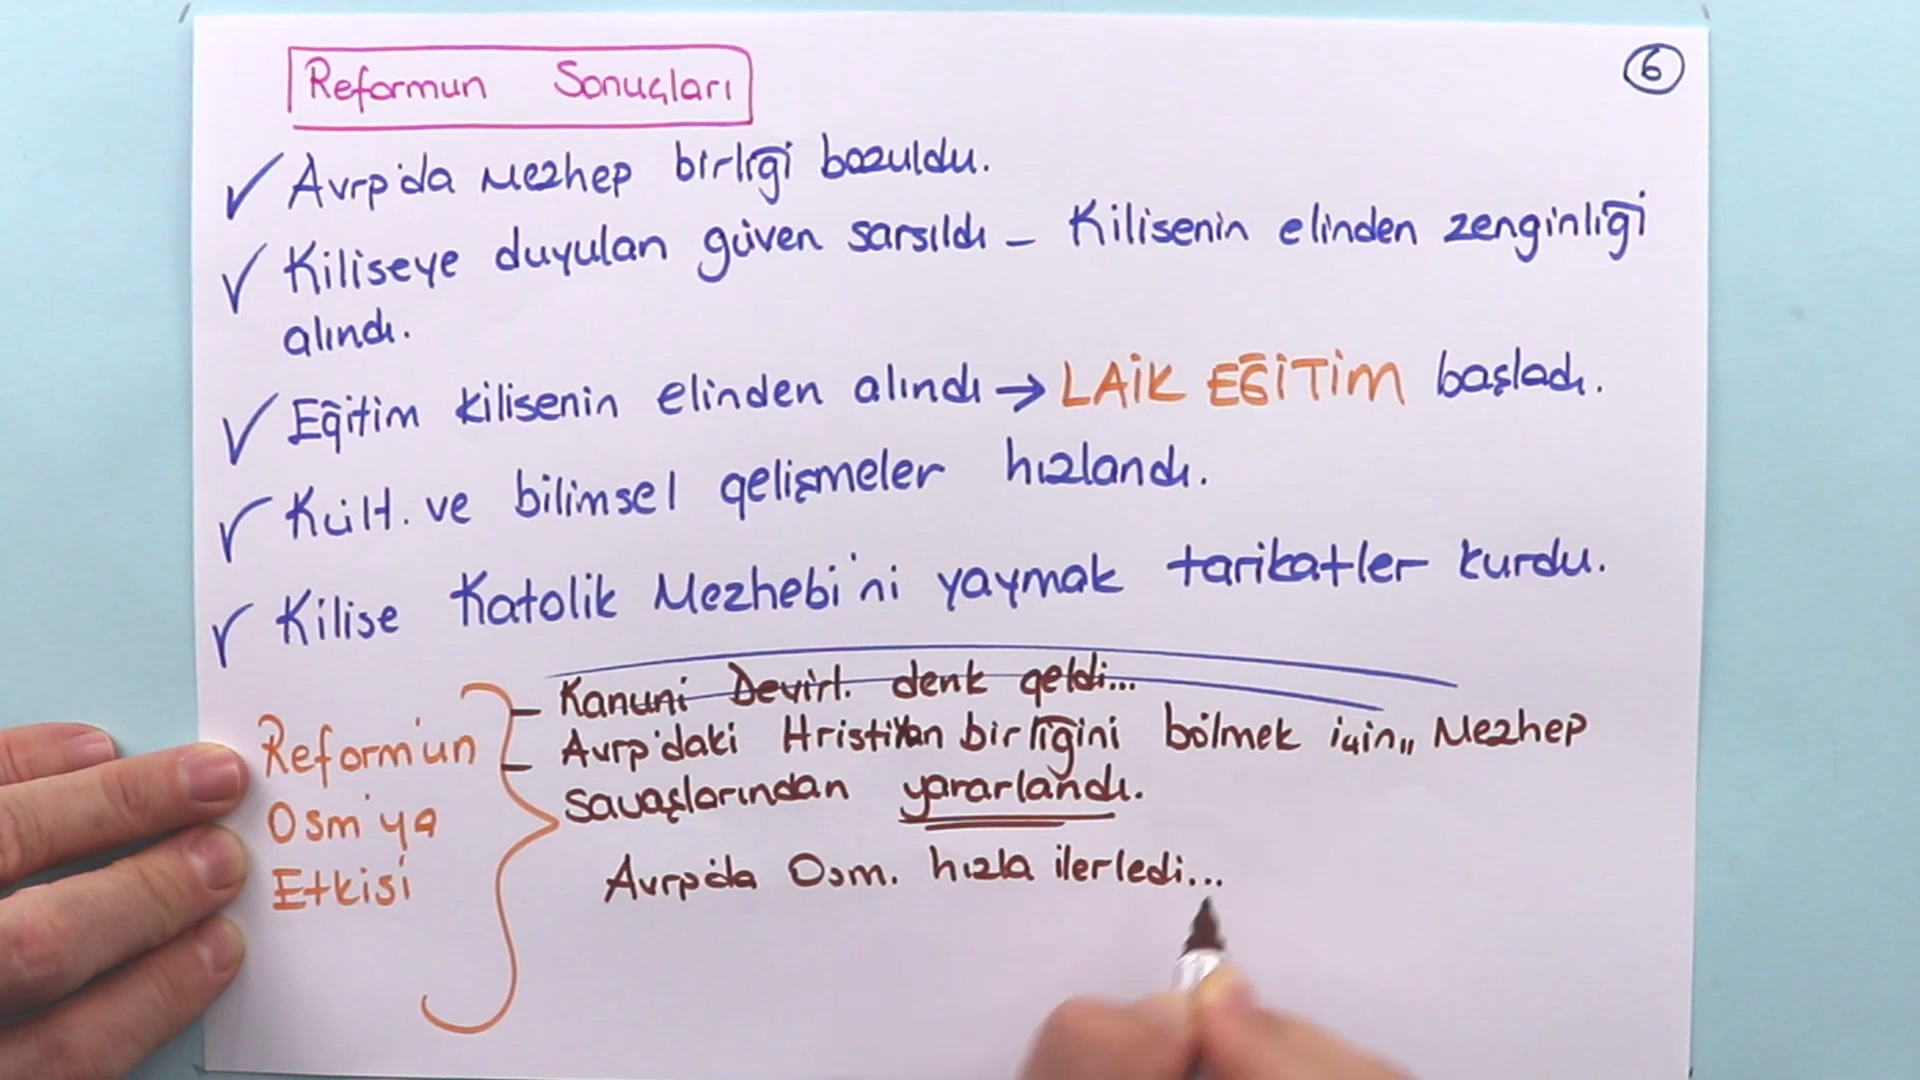 Reformun Sonuçları
6
Avrp'da Mezhep birlği bozuldu.
Kiliseye duyulan güven sarsıldı - Kilisenin elinden zenginliği
alındı.
Eğitim kilisenin elinden alındı → LAİK EĞİTİM başladı.
Kült. ve bilimsel gelişmeler hızlandı.
Kilise Katolik Mezhebi'ni yaymak tarikatler kurdu.
Reform'un
Osm'ya
Etkisi
- Kanuni Devirl. denk geldi...
- Avrp'daki Hristiyan birliğini bölmek için,, Mezhep
savaşlarından yararlandı.
Avrp'da Osm. hızla ilerledi...